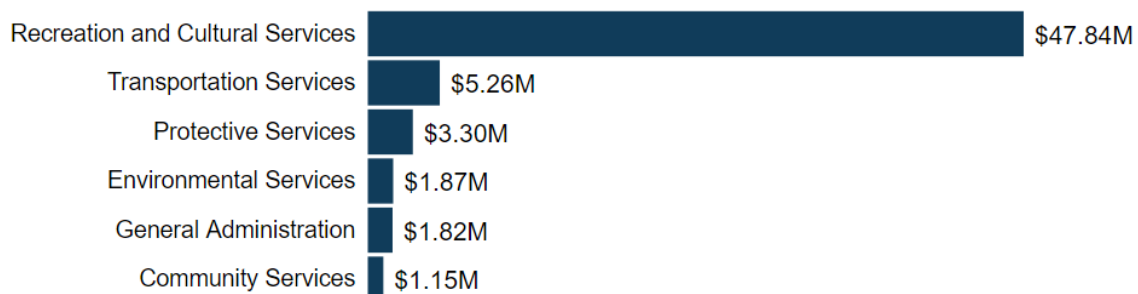 Recreation and Cultural Services $47.84M
Transportation Services $5.26M
Protective Services $3.30M
Environmental Services $1.87M
General Administration $1.82M
Community Services $1.15M